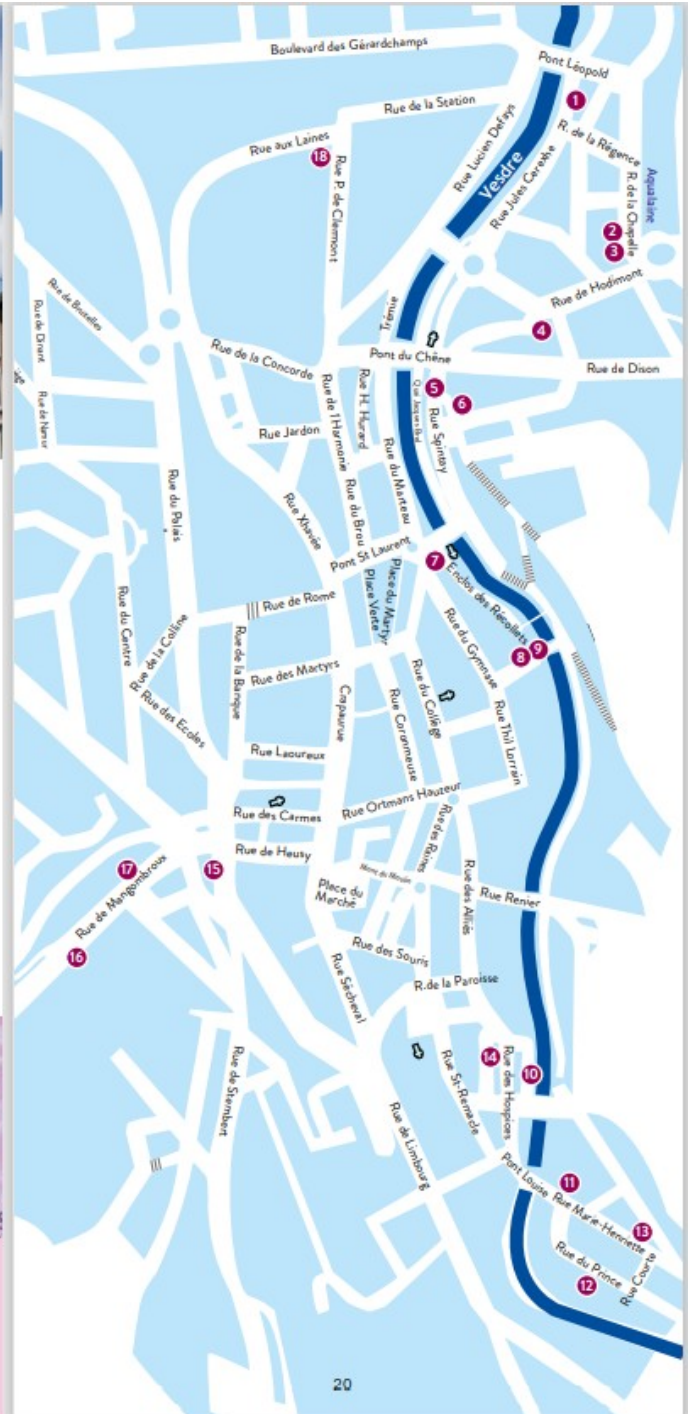 Boulevard des Gérardchamps
Pont Léopold
1
Rue de la Station
Rue Lucien Defays
R. de la Régence
Rue aux Laines
18
Rue P. de Clermont
Vesdre
Rue Jules Cerexhe
R. de la Chapelle
Aqualaine
2
3
Rue de Hodimont
4
Rue de Bruxelles
Rue de Dinant
Rue de Namur
Trémie
Pont du Chêne
Rue de Dison
Rue de la Concorde
Rue de l'Harmonie
Rue H. Hurard
5
6
Rue Spintay
Rue Jardon
Rue du Palais
Rue Xhavée
Rue du Brou
Rue du Marteau
Pont St Laurent
7
Enclos des Récollets
Place du Martyr
Place Verte
Rue de Rome
Rue du Centre
Rue de la Colline
Rue de la Banque
Rue des Martyrs
Rue du Gymnase
8
9
Rue des Ecoles
Crapaurue
Rue Coronmeuse
Rue du Collège
Rue Thil Lorrain
Rue Laoureux
Rue Ortmans Hauzeur
Rue des Carmes
Rue des Raines
Rue de Heusy
17
15
Rue de Mangombroux
16
Place du
Marché
Rue des Alliés
Rue Renier
Rue des Souris
Rue Sècheval
R.de la Paroisse
Rue de Stembert
14
Rue des Hospices
10
Rue St-Remacle
Rue de Limbourg
Pont Louise
11
Rue Marie-Henriette
13
Rue du Prince
12
Rue Courte
20